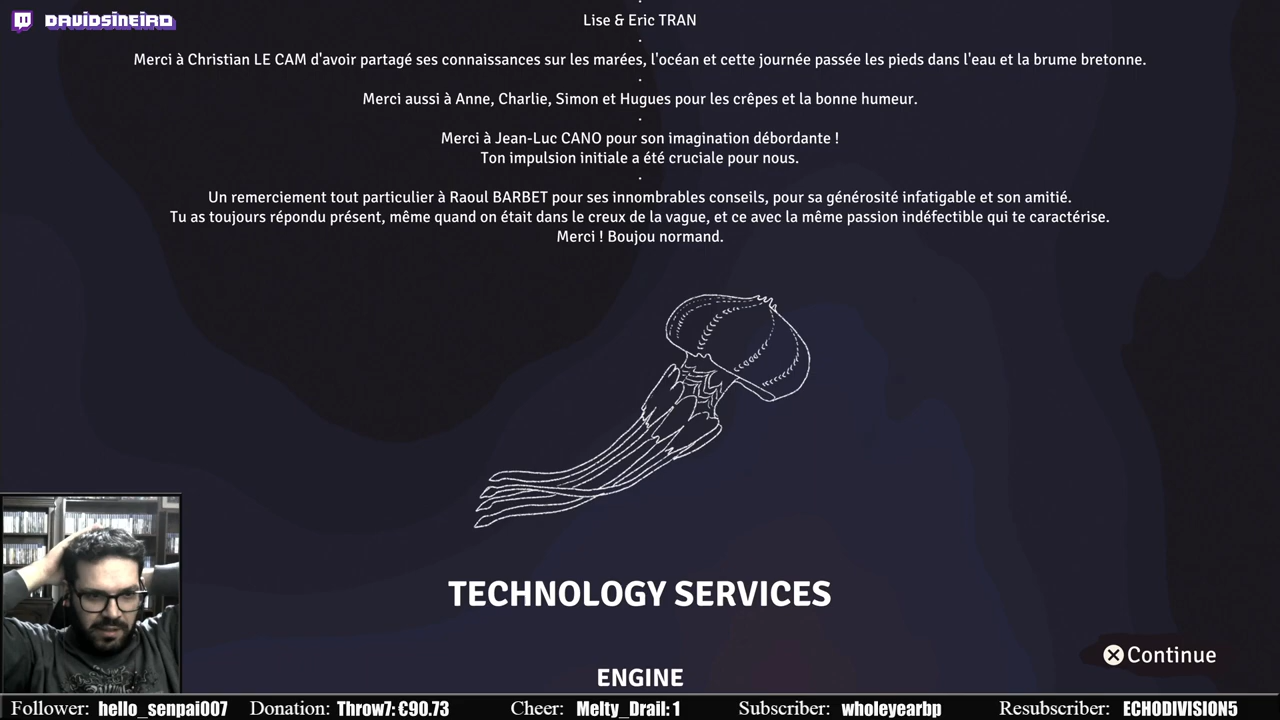 DAVIDSINEIRO
Lise & Eric TRAN
.
Merci à Christian LE CAM d'avoir partagé ses connaissances sur les marées, l'océan et cette journée passée les pieds dans l'eau et la brume bretonne.
.
Merci aussi à Anne, Charlie, Simon et Hugues pour les crêpes et la bonne humeur.
.
Merci à Jean-Luc CANO pour son imagination débordante !
Ton impulsion initiale a été cruciale pour nous.
.
Un remerciement tout particulier à Raoul BARBET pour ses innombrables conseils, pour sa générosité infatigable et son amitié.
Tu as toujours répondu présent, même quand on était dans le creux de la vague, et ce avec la même passion indéfectible qui te caractérise.
Merci ! Boujou normand.
TECHNOLOGY SERVICES
Continue
ENGINE
Follower: hello_senpai007 Donation: Throw7: €90.73 Cheer: Melty_Drail: 1 Subscriber: wholeyearbp Resubscriber: ECHODIVISION5